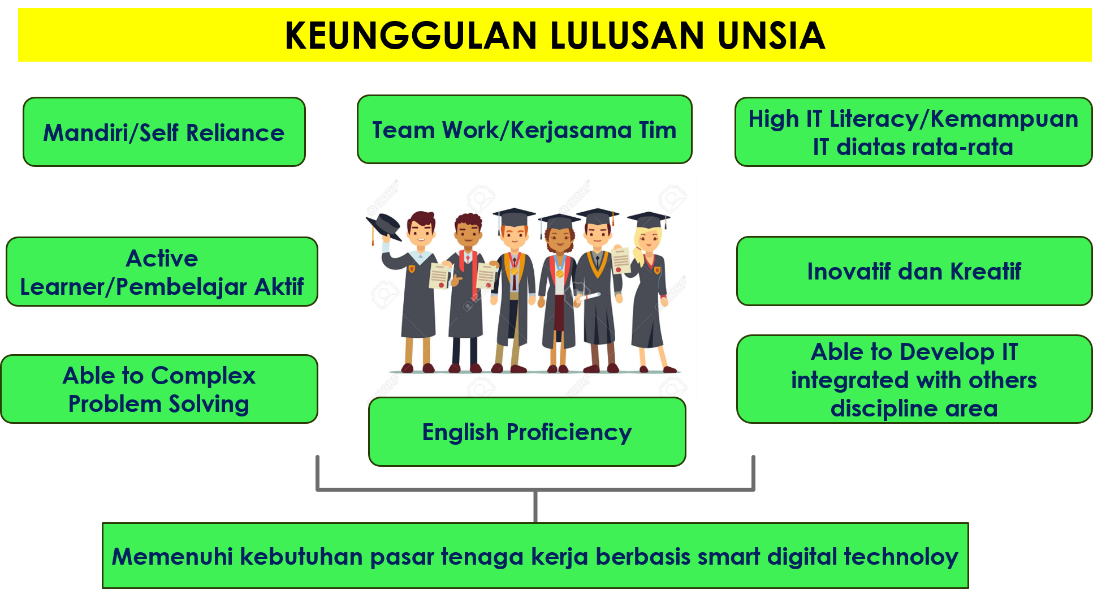 KEUNGGULAN LULUSAN UNSIA
Mandiri/Self Reliance
Team Work/Kerjasama Tim
High IT Literacy/Kemampuan
IT diatas rata-rata
Active
Learner/Pembelajar Aktif
Inovatif dan Kreatif
Able to Complex
Problem Solving
Able to Develop IT
integrated with others
discipline area
English Proficiency
Memenuhi kebutuhan pasar tenaga kerja berbasis smart digital technoloy